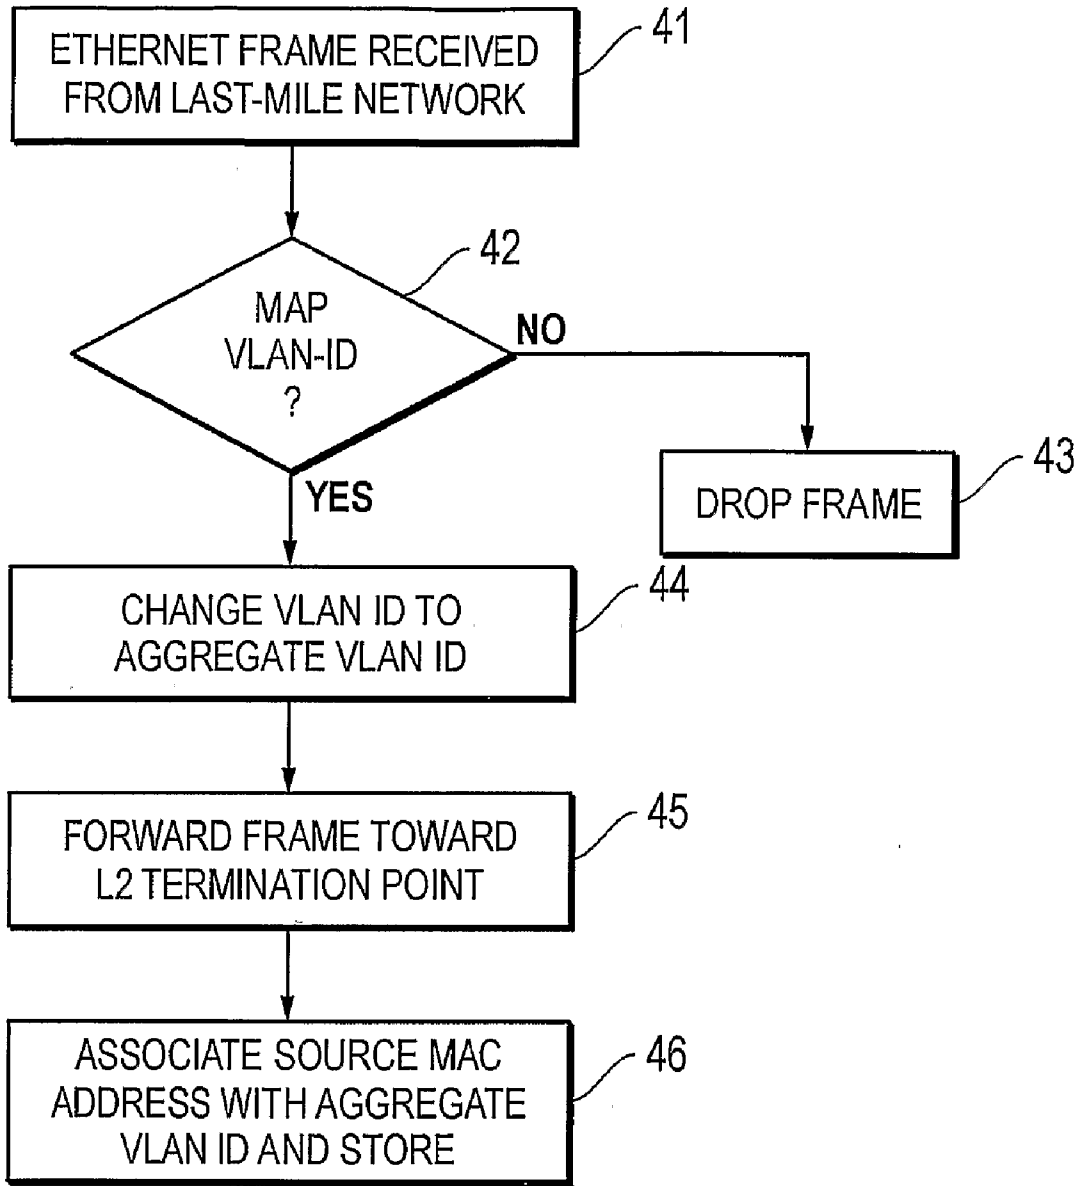 ETHERNET FRAME RECEIVED
FROM LAST-MILE NETWORK
41
MAP
VLAN-ID
?
42
NO
YES
DROP FRAME
43
CHANGE VLAN ID TO
AGGREGATE VLAN ID
44
FORWARD FRAME TOWARD
L2 TERMINATION POINT
45
ASSOCIATE SOURCE MAC
ADDRESS WITH AGGREGATE
VLAN ID AND STORE
46